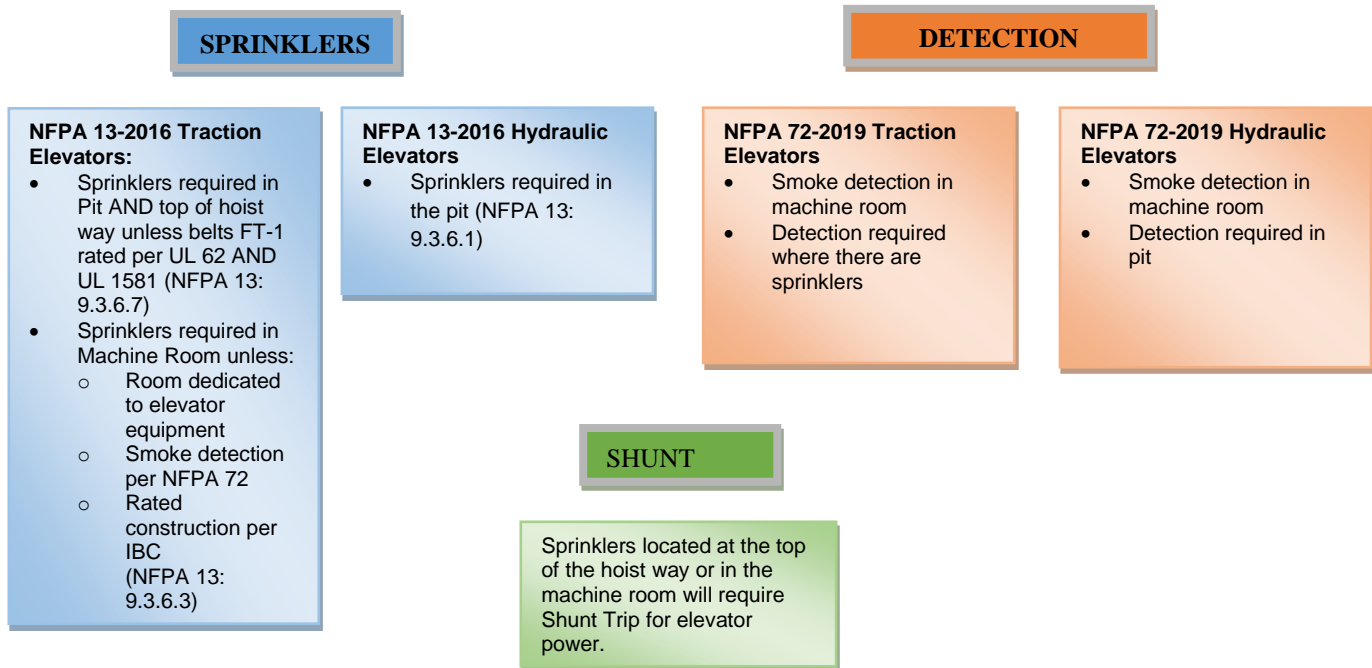 SPRINKLERS
DETECTION
NFPA 13-2016 Traction
Elevators:
• Sprinklers required in
Pit AND top of hoist
way unless belts FT-1
rated per UL 62 AND
UL 1581 (NFPA 13:
9.3.6.7)
• Sprinklers required in
Machine Room unless:
o Room dedicated
to elevator
equipment
o Smoke detection
per NFPA 72
o Rated
construction per
IBC
(NFPA 13:
9.3.6.3)
NFPA 13-2016 Hydraulic
Elevators
• Sprinklers required in
the pit (NFPA 13:
9.3.6.1)
NFPA 72-2019 Traction
Elevators
• Smoke detection in
machine room
• Detection required
where there are
sprinklers
NFPA 72-2019 Hydraulic
Elevators
• Smoke detection in
machine room
• Detection required in
pit
SHUNT
Sprinklers located at the top
of the hoist way or in the
machine room will require
Shunt Trip for elevator
power.